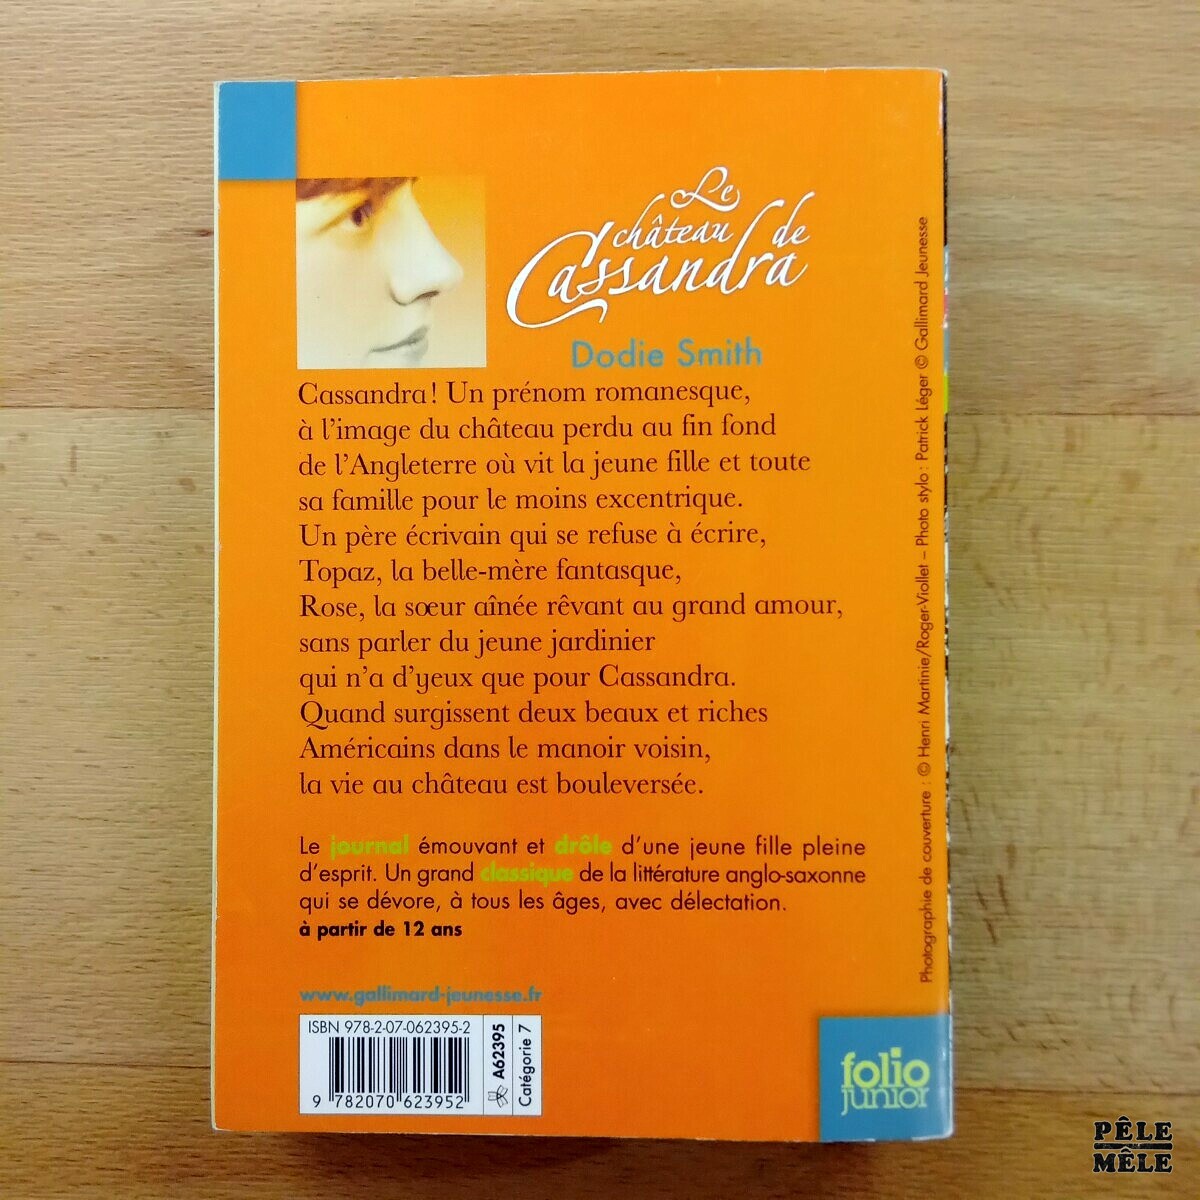 Le
château de
Cassandra
Dodie Smith
Cassandra! Un prénom romanesque,
à l'image du château perdu au fin fond
de l'Angleterre où vit la jeune fille et toute
sa famille pour le moins excentrique.
Un père écrivain qui se refuse à écrire,
Topaz, la belle-mère fantasque,
Rose, la sœur aînée rêvant au grand amour,
sans parler du jeune jardinier
qui n'a d'yeux que pour Cassandra.
Quand surgissent deux beaux et riches
Américains dans le manoir voisin,
la vie au château est bouleversée.
Le journal émouvant et drôle d'une jeune fille pleine
d'esprit. Un grand classique de la littérature anglo-saxonne
qui se dévore, à tous les âges, avec délectation.
à partir de 12 ans
www.gallimard-jeunesse.fr
ISBN 978-2-07-062395-2
9 782070 623952
A62395
Catégorie 7
folio
junior
Photographie de couverture : © Henri Martinie/Roger-Viollet – Photo stylo : Patrick Léger © Gallimard Jeunesse
PÊLE
MÊLE